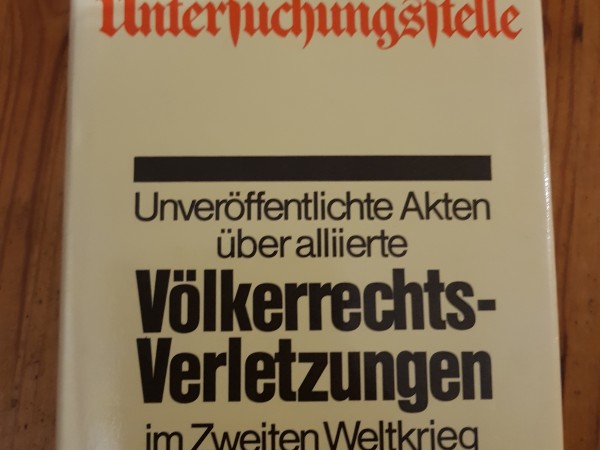 Untersuchungsstelle
Unveröffentlichte Akten
über alliierte
Völkerrechts-
Verletzungen
im Zweiten Weltkrieg